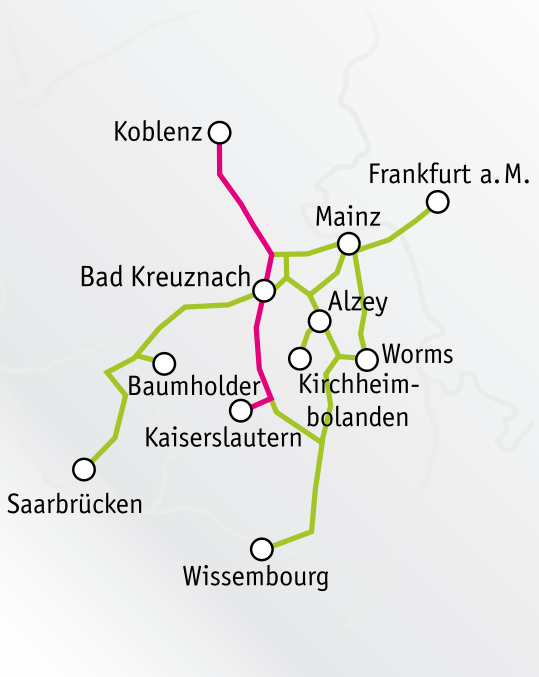 Koblenz
Frankfurt a.M.
Mainz
Bad Kreuznach
Alzey
Worms
Baumholder
Kirchheim-
bolanden
Kaiserslautern
Saarbrücken
Wissembourg